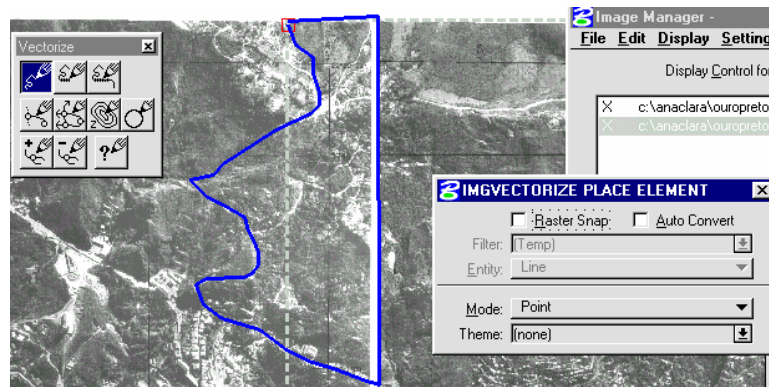 Image Manager -
File Edit Display Setting
Display Control for
X c:\anaclara\ouropreto
X c:\anaclara\ouropreto
Vectorize
IMGVECTORIZE PLACE ELEMENT
Raster Snap Auto Convert
Filter: (Temp)
Entity: Line
Mode: Point
Theme: (none)